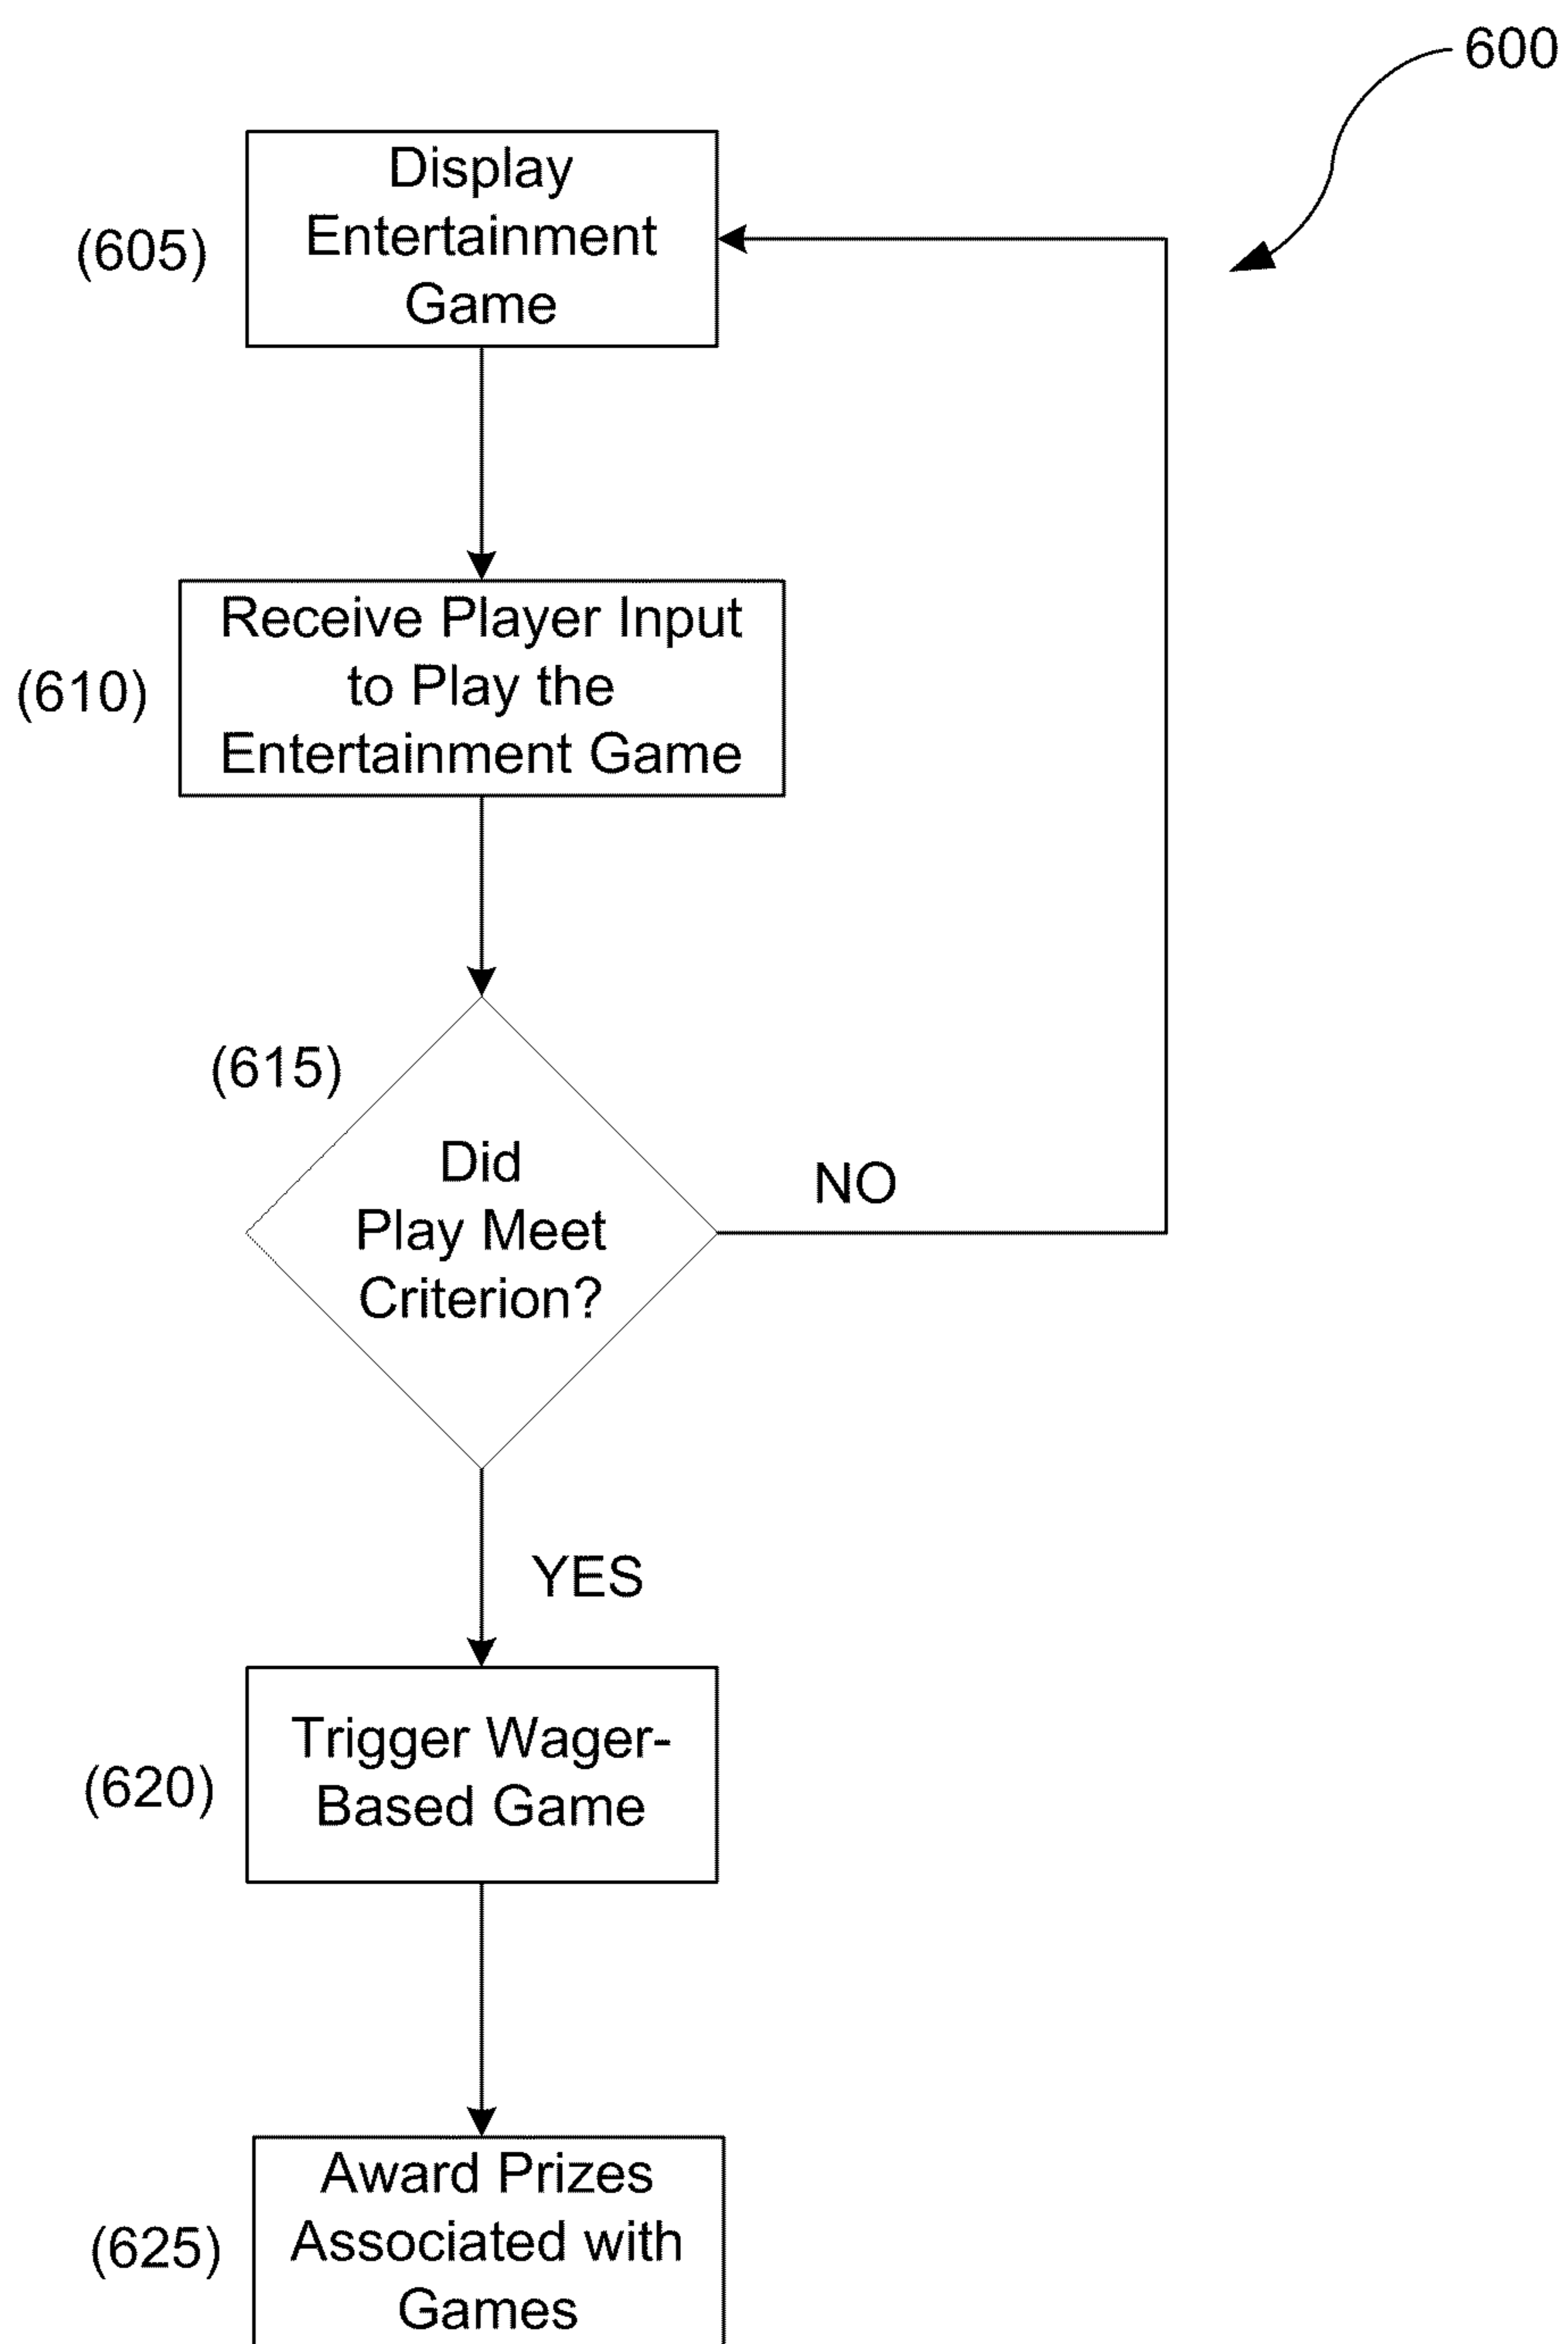 600
Display
Entertainment
Game
(605)
Receive Player Input
to Play the
Entertainment Game
(610)
(615)
Did
Play Meet
Criterion?
NO
YES
Trigger Wager-
Based Game
(620)
Award Prizes
Associated with
Games
(625)